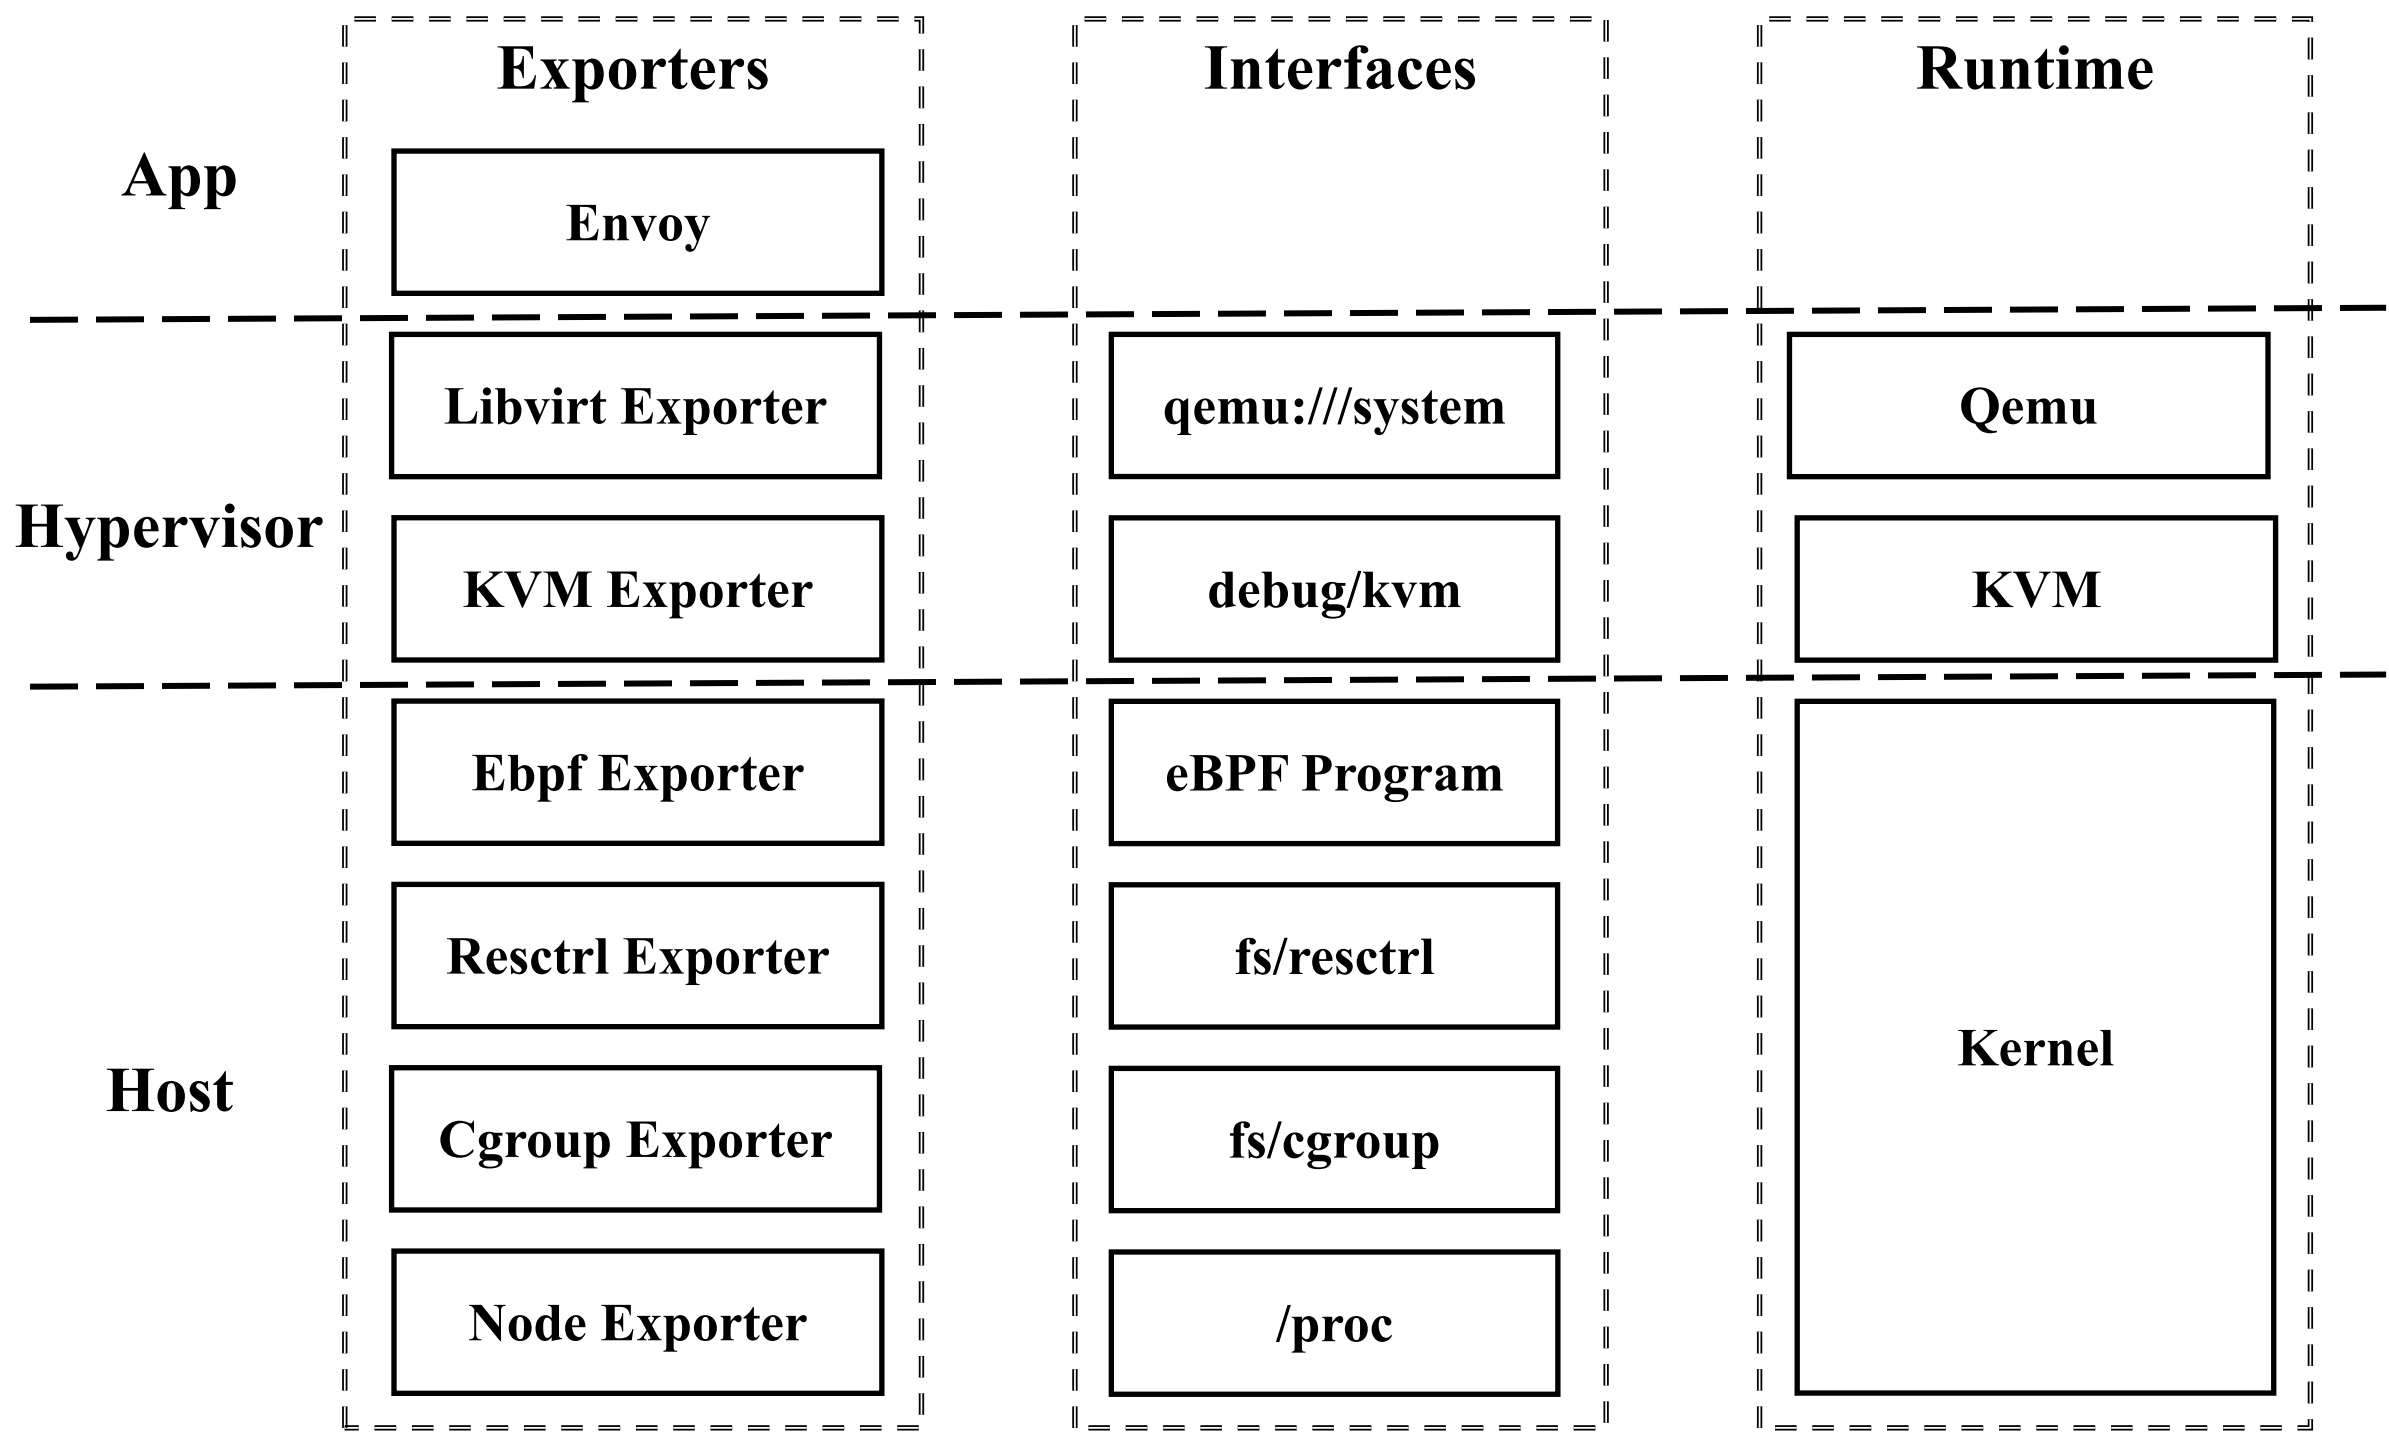 Exporters
Interfaces
Runtime
App
Envoy
Hypervisor
Libvirt Exporter
qemu:///system
Qemu
KVM Exporter
debug/kvm
KVM
Host
Ebpf Exporter
eBPF Program
Kernel
Resctrl Exporter
fs/resctrl
Cgroup Exporter
fs/cgroup
Node Exporter
/proc